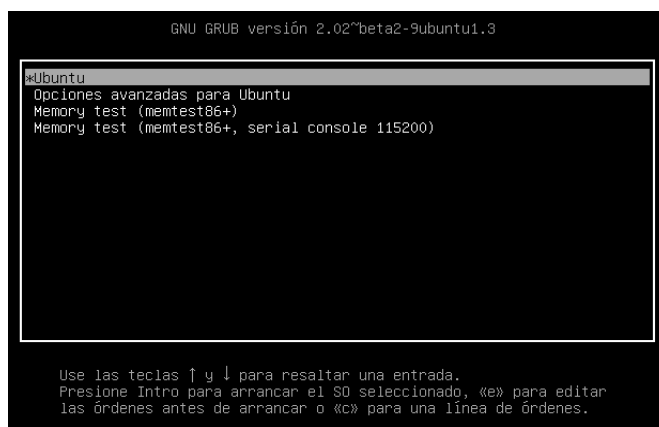 GNU GRUB versión 2.02~beta2-9ubuntu1.3
*Ubuntu
Opciones avanzadas para Ubuntu
Memory test (memtest86+)
Memory test (memtest86+, serial console 115200)
Use las teclas ↑ y ↓ para resaltar una entrada.
Presione Intro para arrancar el SO seleccionado, «e» para editar
las órdenes antes de arrancar o «c» para una línea de órdenes.